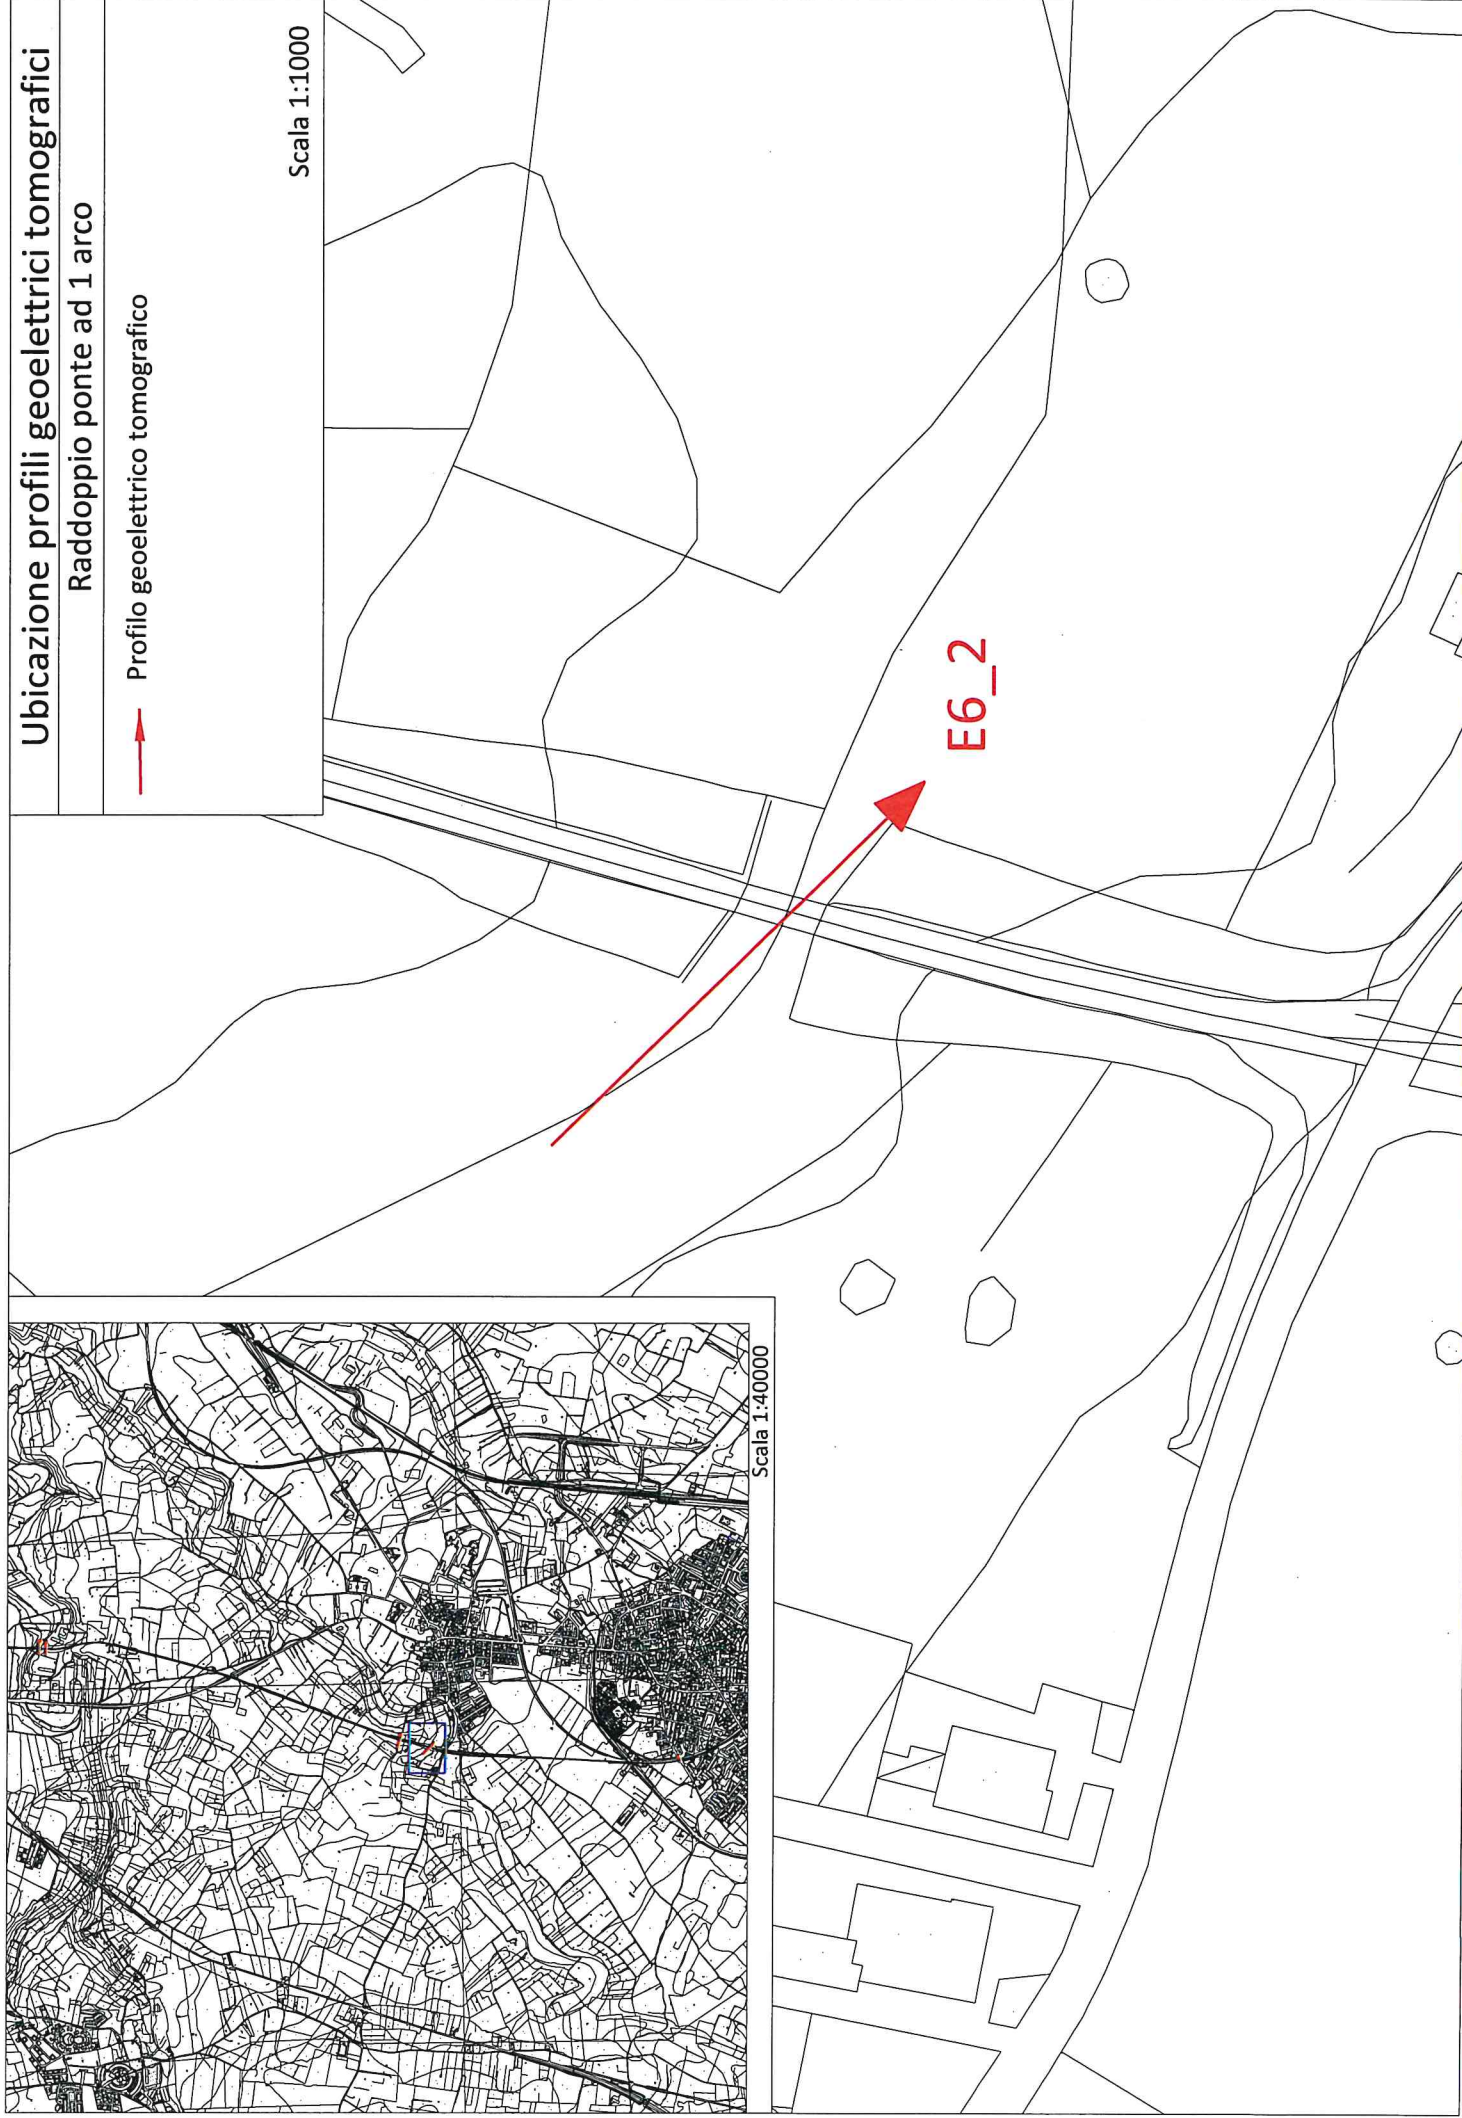 Ubicazione profili geoelettrici tomografici
Raddoppio ponte ad 1 arco
Profilo geoelettrico tomografico
Scala 1:1000
Scala 1:40000
E6_2